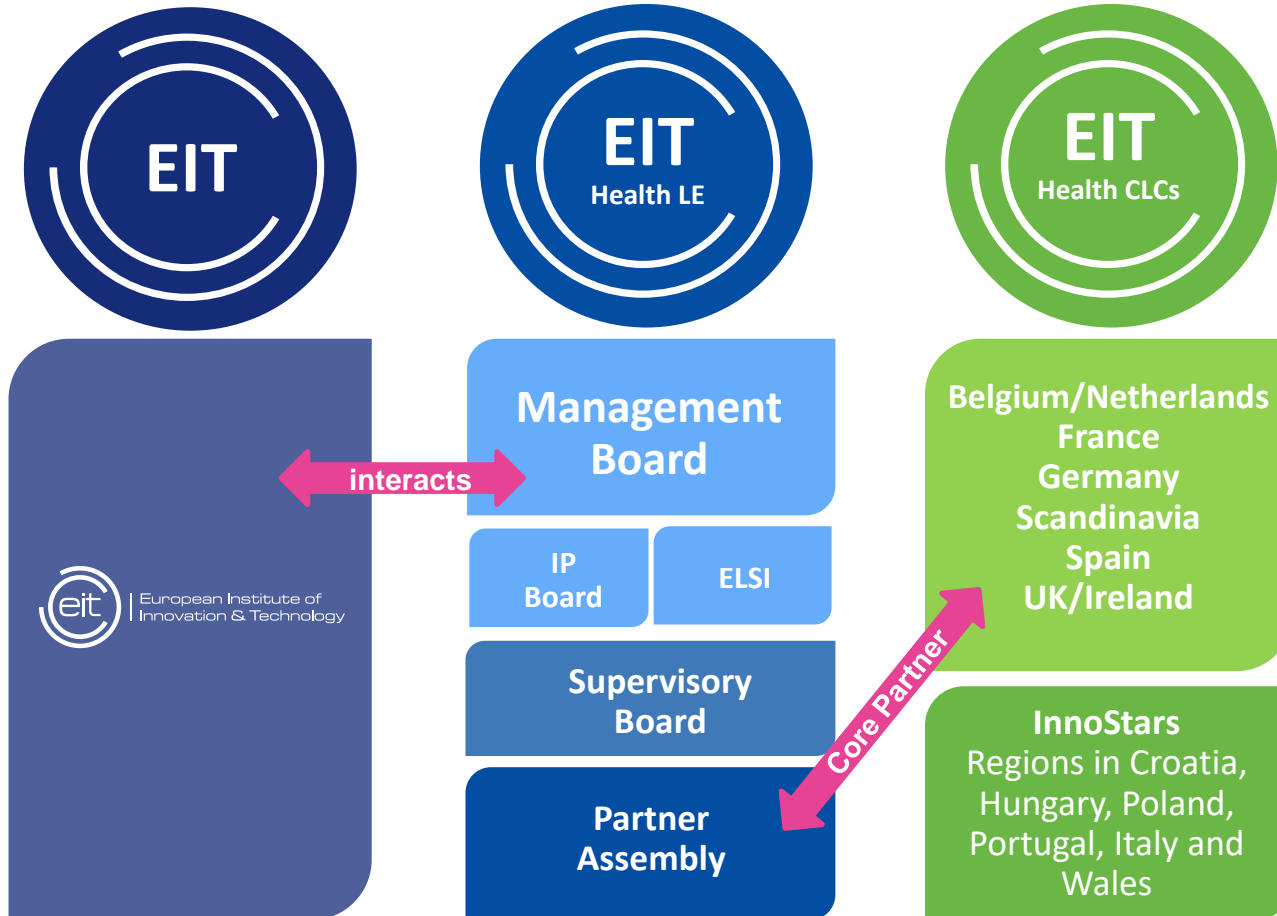 EIT
EIT
Health LE
EIT
Health CLCs
interacts
eit
European Institute of
Innovation & Technology
Management
Board
IP
Board
ELSI
Supervisory
Board
Partner
Assembly
Core Partner
Belgium/Netherlands
France
Germany
Scandinavia
Spain
UK/Ireland
InnoStars
Regions in Croatia,
Hungary, Poland,
Portugal, Italy and
Wales